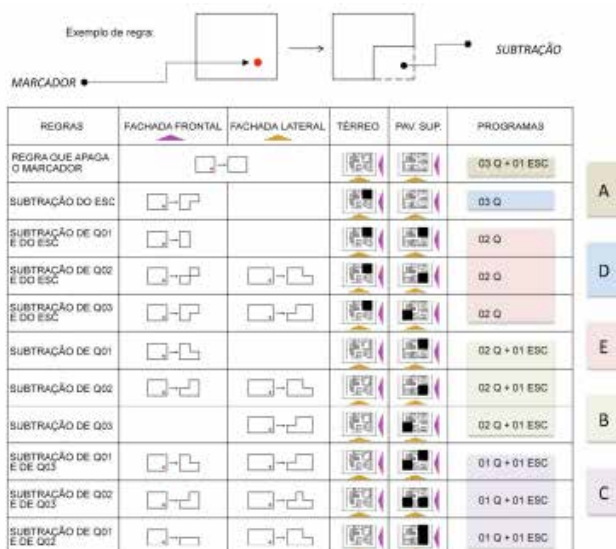 Exemplo de regra:
SUBTRAÇÃO
MARCADOR
REGRAS FACHADA FRONTAL FACHADA LATERAL TÉRREO PAV. SUP. PROGRAMAS
REGRA QUE APAGA
O MARCADOR
03 Q + 01 ESC
A
SUBTRAÇÃO DO ESC
03 Q
SUBTRAÇÃO DE Q01
E DO ESC
02 Q
D
SUBTRAÇÃO DE Q02
E DO ESC
02 Q
SUBTRAÇÃO DE Q03
E DO ESC
02 Q
E
SUBTRAÇÃO DE Q01
02 Q + 01 ESC
SUBTRAÇÃO DE Q02
02 Q + 01 ESC
B
SUBTRAÇÃO DE Q03
02 Q + 01 ESC
SUBTRAÇÃO DE Q01
E DE Q03
01 Q + 01 ESC
C
SUBTRAÇÃO DE Q02
E DE Q03
01 Q + 01 ESC
SUBTRAÇÃO DE Q01
E DE Q02
01 Q + 01 ESC